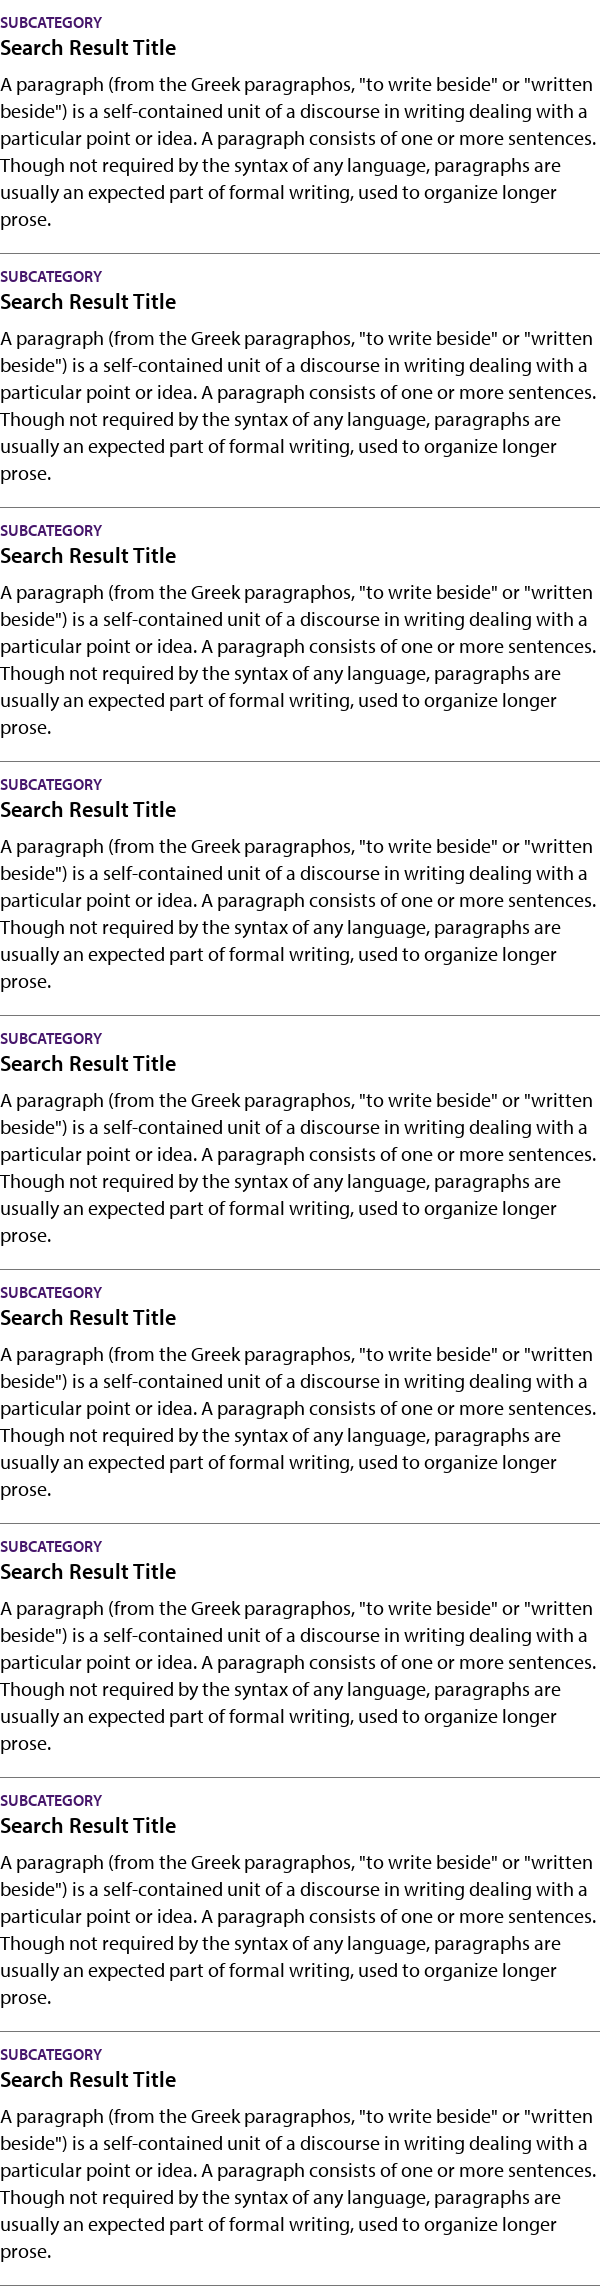 SUBCATEGORY
Search Result Title
A paragraph (from the Greek paragraphos, "to write beside" or "written
beside") is a self-contained unit of a discourse in writing dealing with a
particular point or idea. A paragraph consists of one or more sentences.
Though not required by the syntax of any language, paragraphs are
usually an expected part of formal writing, used to organize longer
prose.
SUBCATEGORY
Search Result Title
A paragraph (from the Greek paragraphos, "to write beside" or "written
beside") is a self-contained unit of a discourse in writing dealing with a
particular point or idea. A paragraph consists of one or more sentences.
Though not required by the syntax of any language, paragraphs are
usually an expected part of formal writing, used to organize longer
prose.
SUBCATEGORY
Search Result Title
A paragraph (from the Greek paragraphos, "to write beside" or "written
beside") is a self-contained unit of a discourse in writing dealing with a
particular point or idea. A paragraph consists of one or more sentences.
Though not required by the syntax of any language, paragraphs are
usually an expected part of formal writing, used to organize longer
prose.
SUBCATEGORY
Search Result Title
A paragraph (from the Greek paragraphos, "to write beside" or "written
beside") is a self-contained unit of a discourse in writing dealing with a
particular point or idea. A paragraph consists of one or more sentences.
Though not required by the syntax of any language, paragraphs are
usually an expected part of formal writing, used to organize longer
prose.
SUBCATEGORY
Search Result Title
A paragraph (from the Greek paragraphos, "to write beside" or "written
beside") is a self-contained unit of a discourse in writing dealing with a
particular point or idea. A paragraph consists of one or more sentences.
Though not required by the syntax of any language, paragraphs are
usually an expected part of formal writing, used to organize longer
prose.
SUBCATEGORY
Search Result Title
A paragraph (from the Greek paragraphos, "to write beside" or "written
beside") is a self-contained unit of a discourse in writing dealing with a
particular point or idea. A paragraph consists of one or more sentences.
Though not required by the syntax of any language, paragraphs are
usually an expected part of formal writing, used to organize longer
prose.
SUBCATEGORY
Search Result Title
A paragraph (from the Greek paragraphos, "to write beside" or "written
beside") is a self-contained unit of a discourse in writing dealing with a
particular point or idea. A paragraph consists of one or more sentences.
Though not required by the syntax of any language, paragraphs are
usually an expected part of formal writing, used to organize longer
prose.
SUBCATEGORY
Search Result Title
A paragraph (from the Greek paragraphos, "to write beside" or "written
beside") is a self-contained unit of a discourse in writing dealing with a
particular point or idea. A paragraph consists of one or more sentences.
Though not required by the syntax of any language, paragraphs are
usually an expected part of formal writing, used to organize longer
prose.
SUBCATEGORY
Search Result Title
A paragraph (from the Greek paragraphos, "to write beside" or "written
beside") is a self-contained unit of a discourse in writing dealing with a
particular point or idea. A paragraph consists of one or more sentences.
Though not required by the syntax of any language, paragraphs are
usually an expected part of formal writing, used to organize longer
prose.